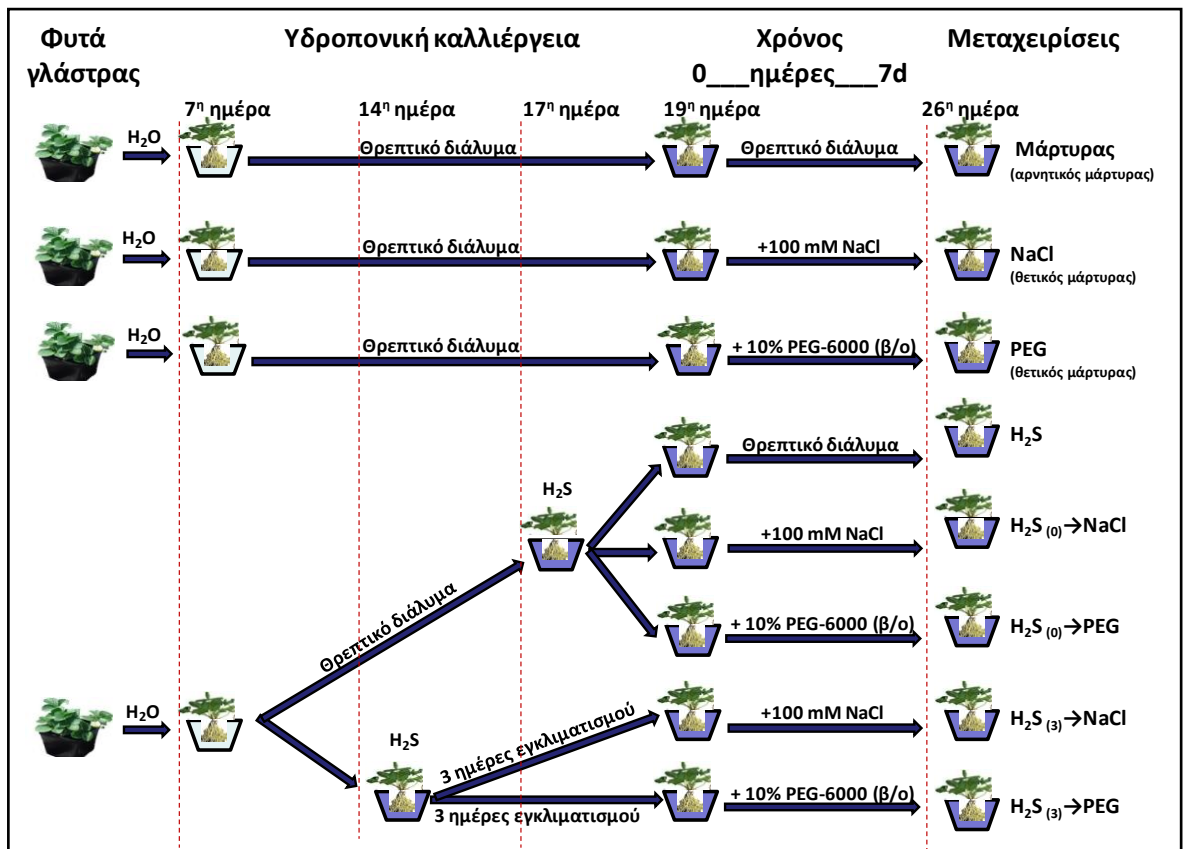 Φυτά
γλάστρας
Υδροπονική καλλιέργεια
Χρόνος
0___ημέρες___7d
Μεταχειρίσεις
7η ημέρα
14η ημέρα
17η ημέρα
19η ημέρα
26η ημέρα
H2O
Θρεπτικό διάλυμα
Θρεπτικό διάλυμα
Μάρτυρας
(αρνητικός μάρτυρας)
H2O
Θρεπτικό διάλυμα
+100 mM NaCl
NaCl
(θετικός μάρτυρας)
H2O
Θρεπτικό διάλυμα
+ 10% PEG-6000 (β/ο)
PEG
(θετικός μάρτυρας)
Θρεπτικό διάλυμα
H2S
H2S
+100 mM NaCl
H2S (0)→NaCl
Θρεπτικό διάλυμα
+ 10% PEG-6000 (β/ο)
H2S (0)→PEG
H2O
H2S
3 ημέρες εγκλιματισμού
+100 mM NaCl
H2S (3)→NaCl
3 ημέρες εγκλιματισμού
+ 10% PEG-6000 (β/ο)
H2S (3)→PEG